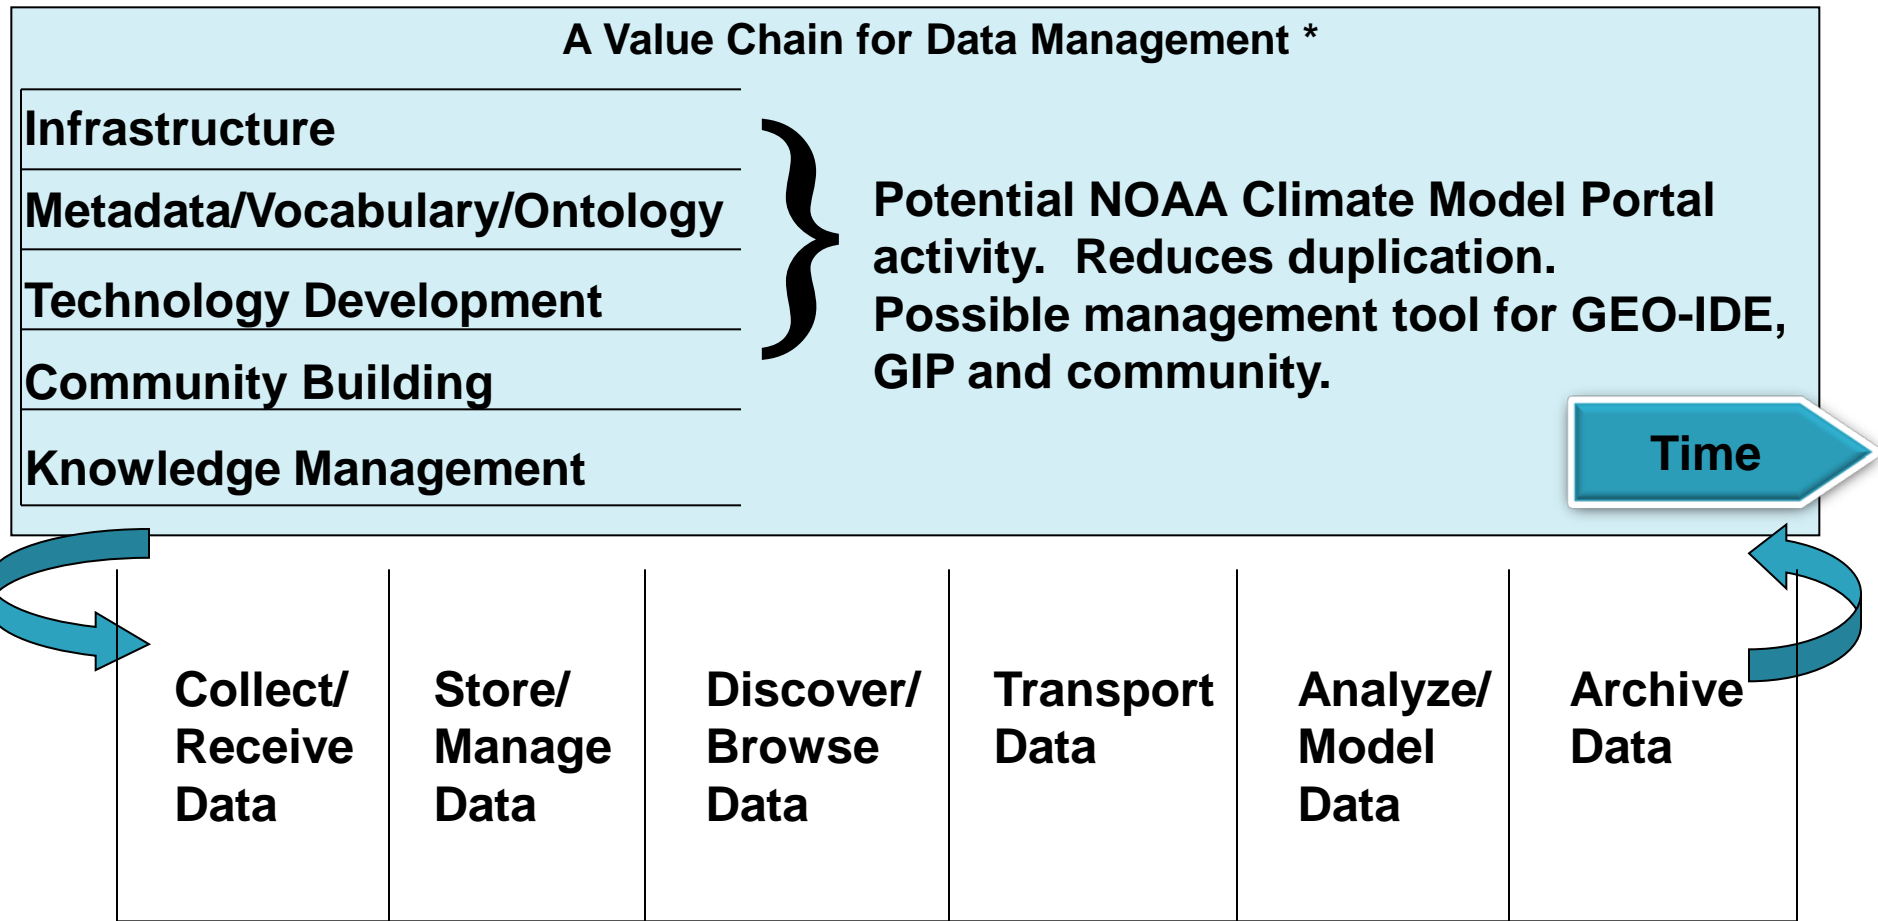 A Value Chain for Data Management *
Infrastructure
Metadata/Vocabulary/Ontology
Technology Development
Community Building
Knowledge Management
Potential NOAA Climate Model Portal
activity.  Reduces duplication.
Possible management tool for GEO-IDE,
GIP and community.
Time
Collect/
Receive
Data
Store/
Manage
Data
Discover/
Browse
Data
Transport
Data
Analyze/
Model
Data
Archive
Data